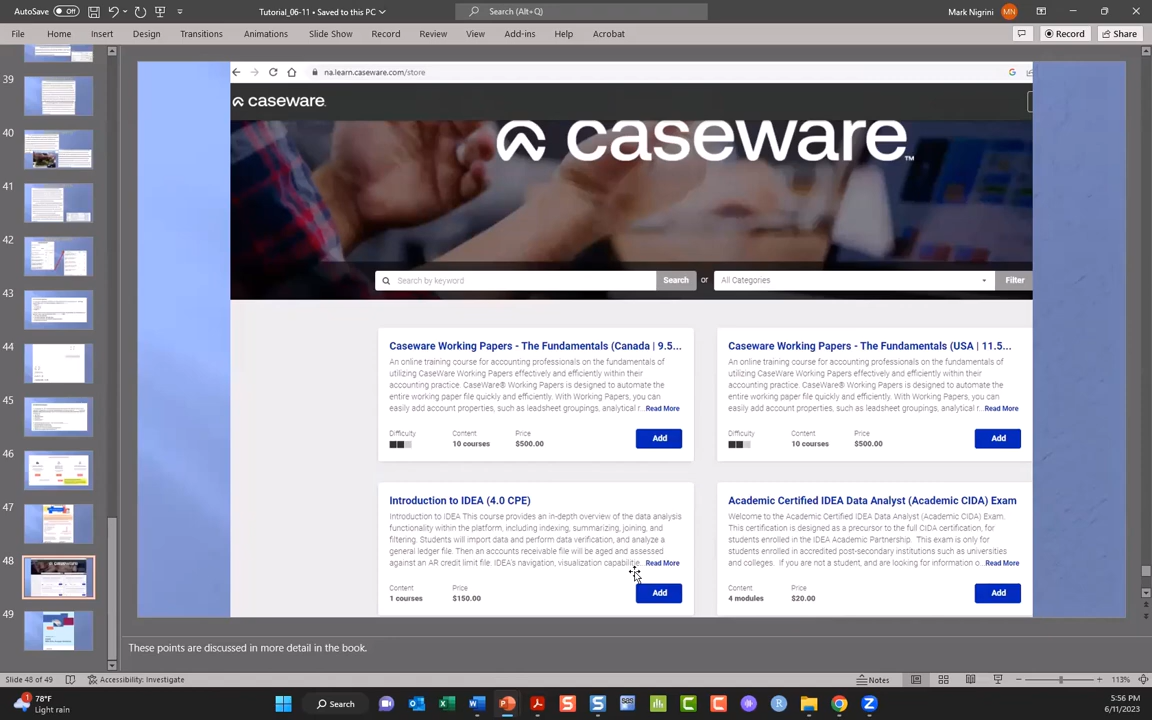 AutoSave Off
Tutorial_06-11 • Saved to this PC
Search (Alt+Q)
Mark Nigrini MN
File Home Insert Draw Design Transitions Animations Slide Show Record Review View Add-ins Help Acrobat
Record Share
39
40
41
42
43
44
45
46
47
48
49
na.learn.caseware.com/store
caseware.
caseware™
Search by keyword Search or All Categories Filter
Caseware Working Papers - The Fundamentals (Canada | 9.5...
An online training course for accounting professionals on the fundamentals of
utilizing CaseWare Working Papers effectively and efficiently within their
accounting practice. CaseWare® Working Papers is designed to automate the
entire working paper file quickly and efficiently. With Working Papers, you can
easily add account properties, such as leadsheet groupings, analytical r... Read More
Difficulty Content Price
10 courses $500.00 Add
Caseware Working Papers - The Fundamentals (USA | 11.5...
An online training course for accounting professionals on the fundamentals of
utilizing CaseWare Working Papers effectively and efficiently within their
accounting practice. CaseWare® Working Papers is designed to automate the
entire working paper file quickly and efficiently. With Working Papers, you can
easily add account properties, such as leadsheet groupings, analytical r... Read More
Difficulty Content Price
10 courses $500.00 Add
Introduction to IDEA (4.0 CPE)
Introduction to IDEA This course provides an in-depth overview of the data analysis
functionality within the platform, including indexing, summarizing, joining, and
filtering. Students will import data and perform data verification, and analyze a
general ledger file. Then an accounts receivable file will be aged and assessed
against an AR credit limit file. IDEA's navigation, visualization capabilitie... Read More
Content Price
1 courses $150.00 Add
Academic Certified IDEA Data Analyst (Academic CIDA) Exam
Welcome to the Academic Certified IDEA Data Analyst (Academic CIDA) Exam.
This certification is designed as a precursor to the full CIDA certification, for
students enrolled in the IDEA Academic Partnership. This exam is only for
students enrolled in accredited post-secondary institutions such as universities
and colleges. If you are not a student, and are looking for information o... Read More
Content Price
4 modules $20.00 Add
These points are discussed in more detail in the book.
Slide 48 of 49 Accessibility: Investigate Notes 113%
78°F
Light rain
Search
5:56 PM
6/11/2023